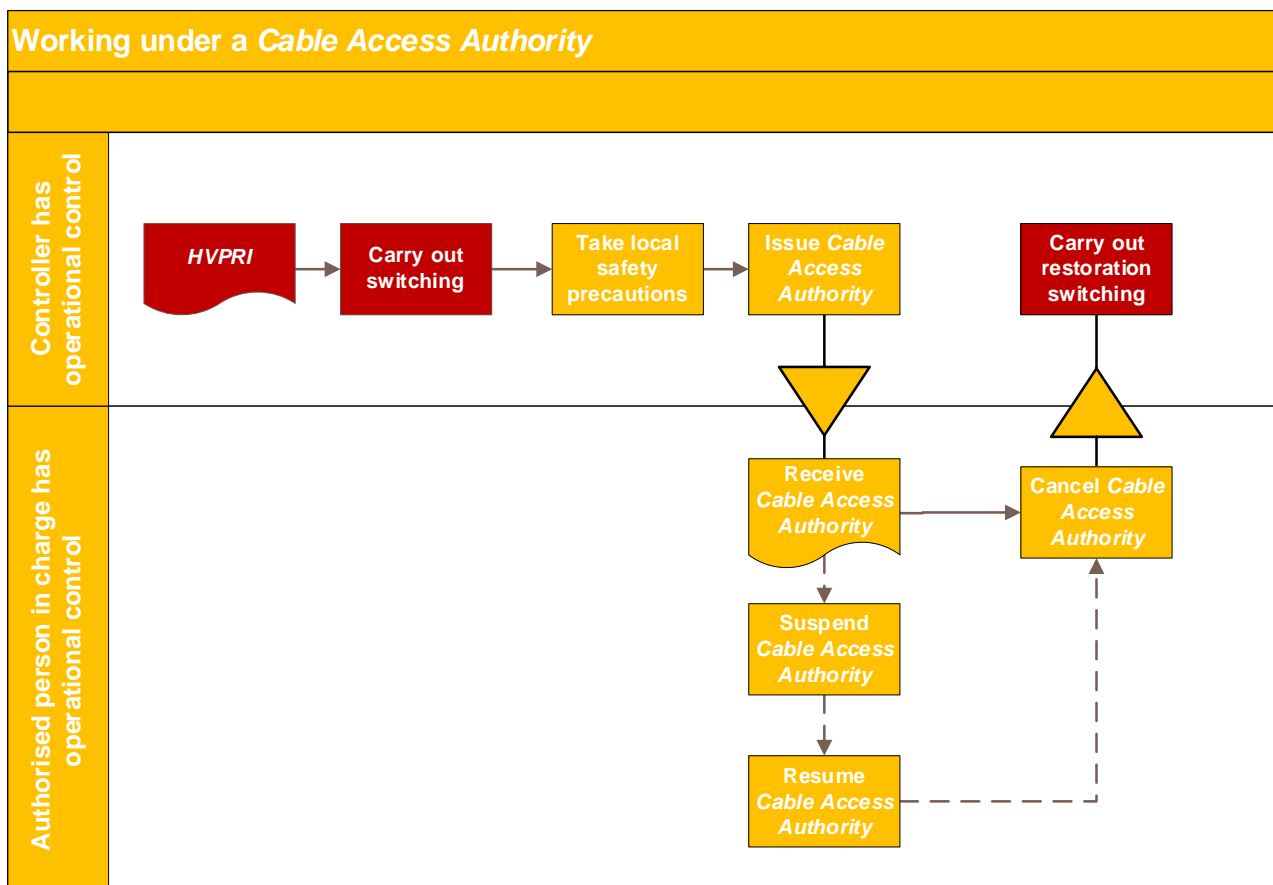 Working under a Cable Access Authority
Controller has
operational control
HVPRI
Carry out
switching
Take local
safety
precautions
Issue Cable
Access
Authority
Carry out
restoration
switching
Authorised person in charge has
operational control
Receive
Cable Access
Authority
Cancel Cable
Access
Authority
Suspend
Cable Access
Authority
Resume
Cable Access
Authority